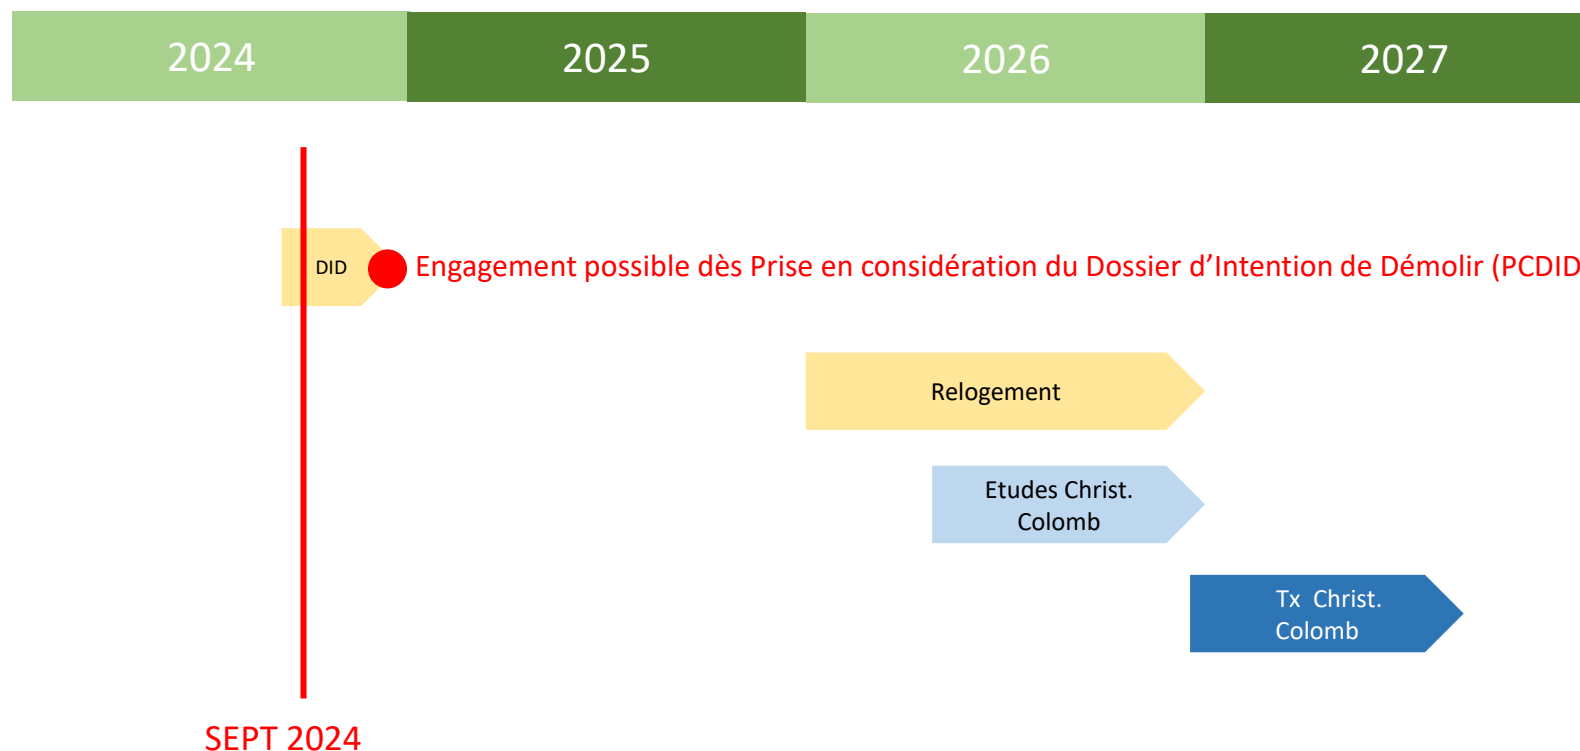 2024
2025
2026
2027
DID
Engagement possible dès Prise en considération du Dossier d’Intention de Démolir (PCDID
Relogement
Etudes Christ.
Colomb
Tx Christ.
Colomb
SEPT 2024